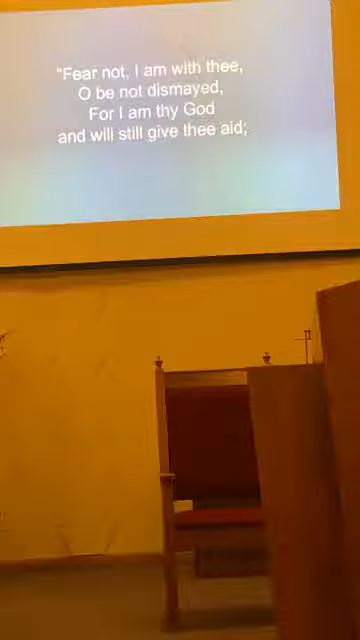 "Fear not, I am with thee,
O be not dismayed,
For I am thy God
and will still give thee aid;